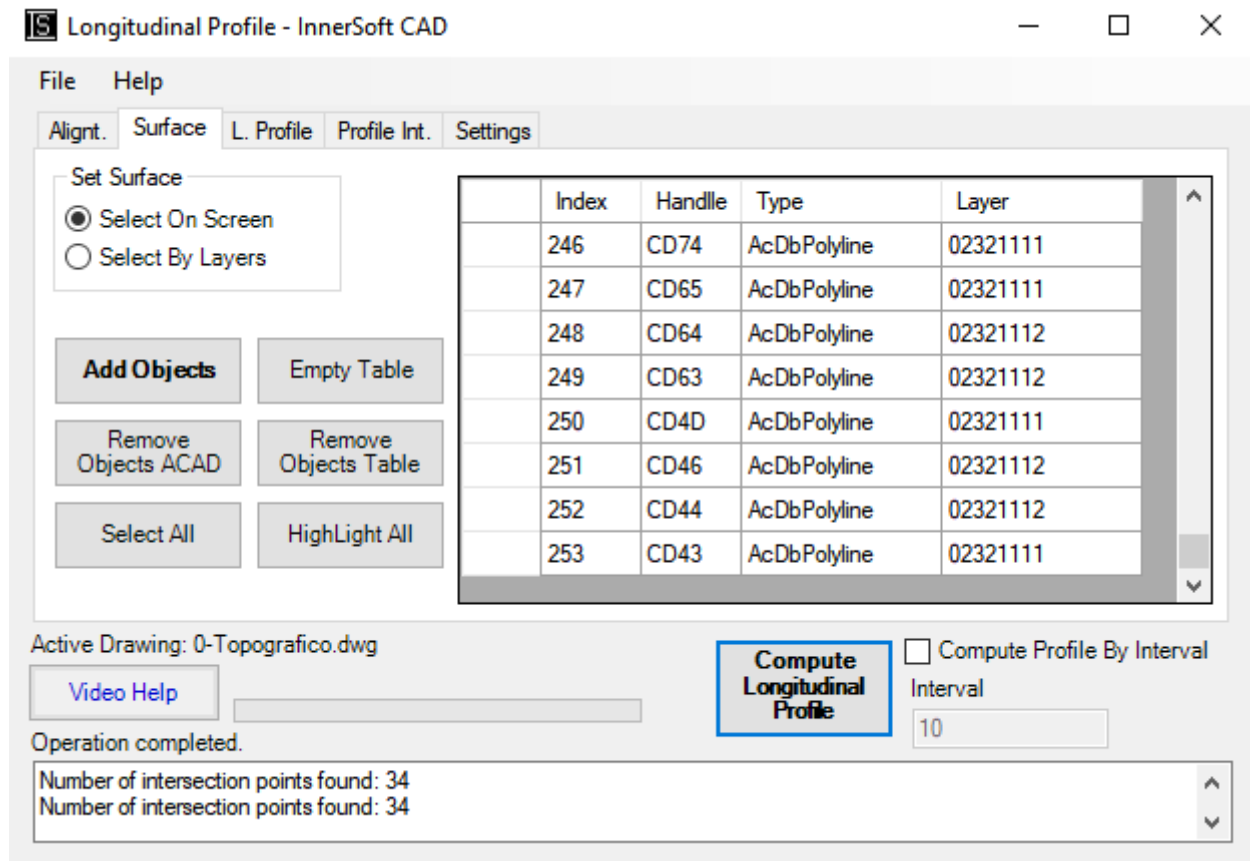 IS Longitudinal Profile - InnerSoft CAD
File Help
Alignt. Surface L. Profile Profile Int. Settings
Set Surface
Select On Screen
Select By Layers
Add Objects Empty Table
Remove Objects ACAD Remove Objects Table
Select All HighLight All
Index Handlle Type Layer
246 CD74 AcDbPolyline 02321111
247 CD65 AcDbPolyline 02321111
248 CD64 AcDbPolyline 02321112
249 CD63 AcDbPolyline 02321112
250 CD4D AcDbPolyline 02321111
251 CD46 AcDbPolyline 02321112
252 CD44 AcDbPolyline 02321112
253 CD43 AcDbPolyline 02321111
Active Drawing: 0-Topografico.dwg
Video Help
Compute
Longitudinal
Profile
Compute Profile By Interval
Interval
10
Operation completed.
Number of intersection points found: 34
Number of intersection points found: 34